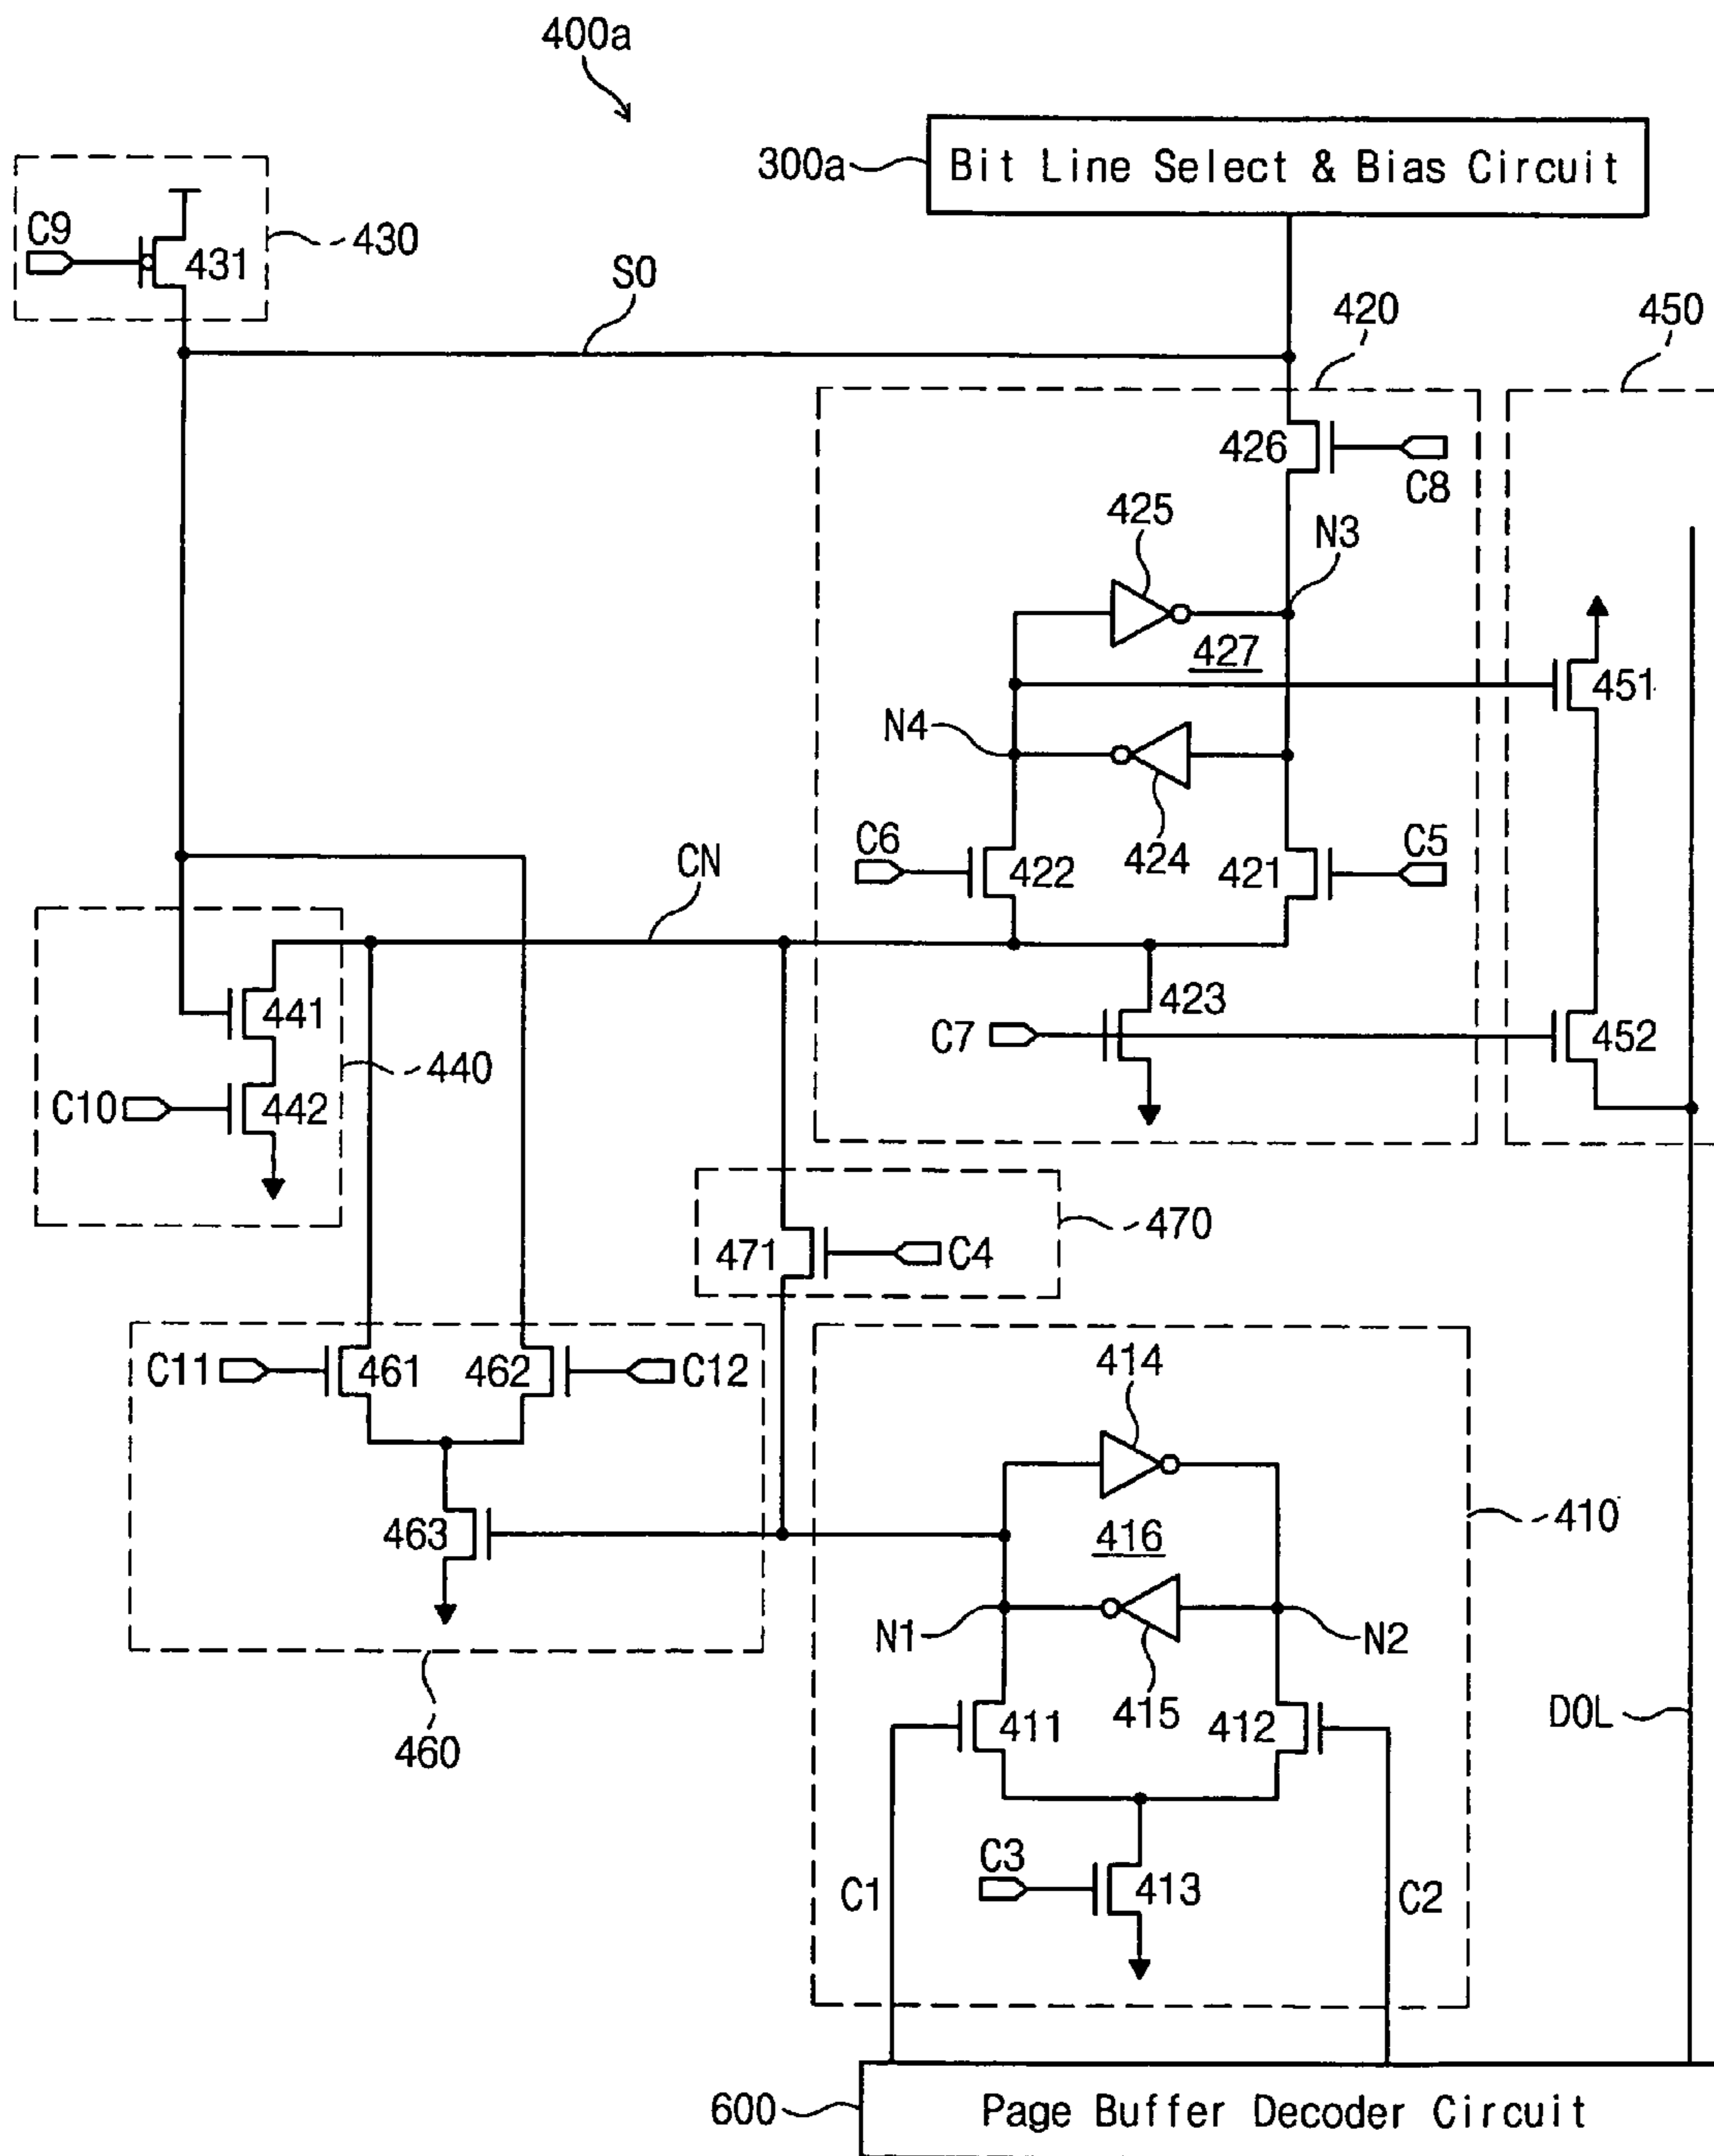 400a
300a
Bit Line Select & Bias Circuit
C9
431
430
SO
420
450
426
C8
425
N3
427
451
N4
C6
422
424
421
C5
CN
441
423
C7
452
440
C10
442
470
471
C4
C11
461
462
C12
414
463
416
410
N1
N2
411
415
412
DOL
460
C3
413
C1
C2
600
Page Buffer Decoder Circuit